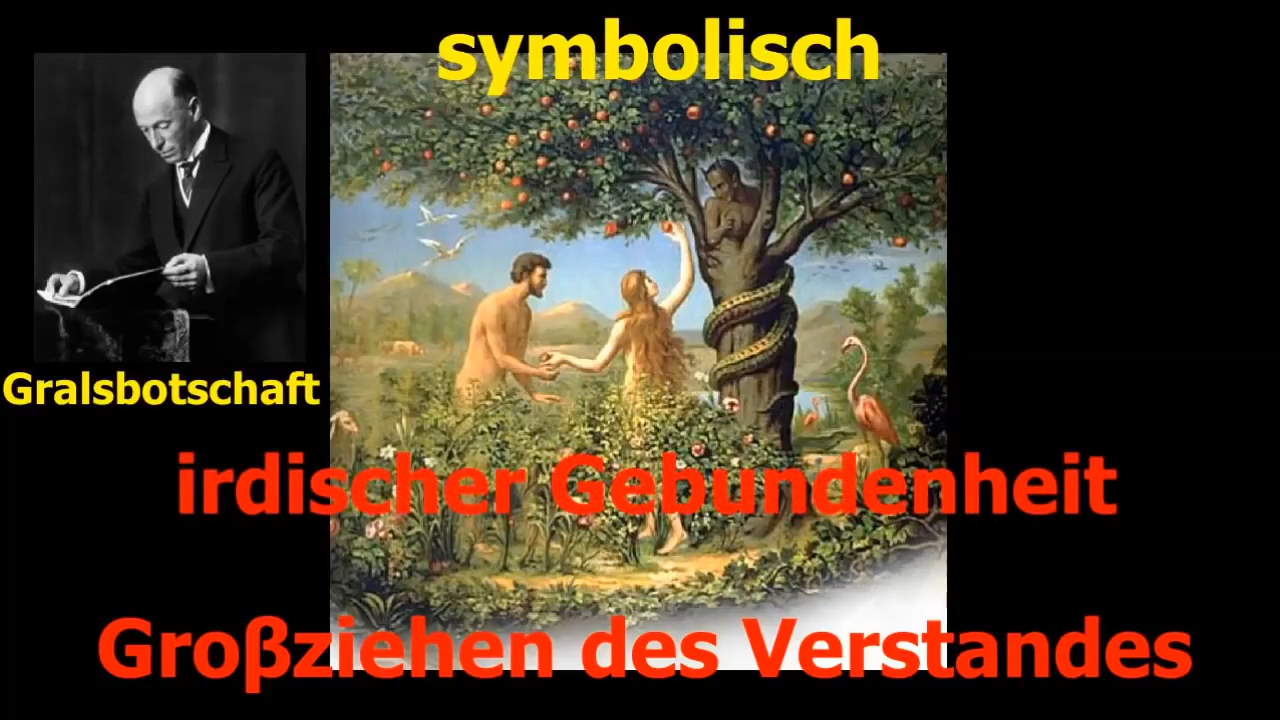 symbolisch
Gralsbotschaft
irdischer Gebundenheit
Groβziehen des Verstandes